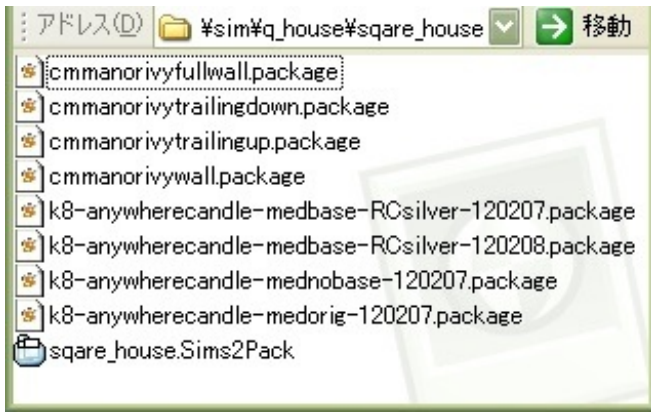 アドレス(D) ¥sim¥q_house¥sqare_house 移動
cmmanorivyfullwall.package
cmmanorivytrailingdown.package
cmmanorivytrailingup.package
cmmanorivywall.package
k8-anywherecandle-medbase-RCsilver-120207.package
k8-anywherecandle-medbase-RCsilver-120208.package
k8-anywherecandle-mednobase-120207.package
k8-anywherecandle-medorig-120207.package
sqare_house.Sims2Pack